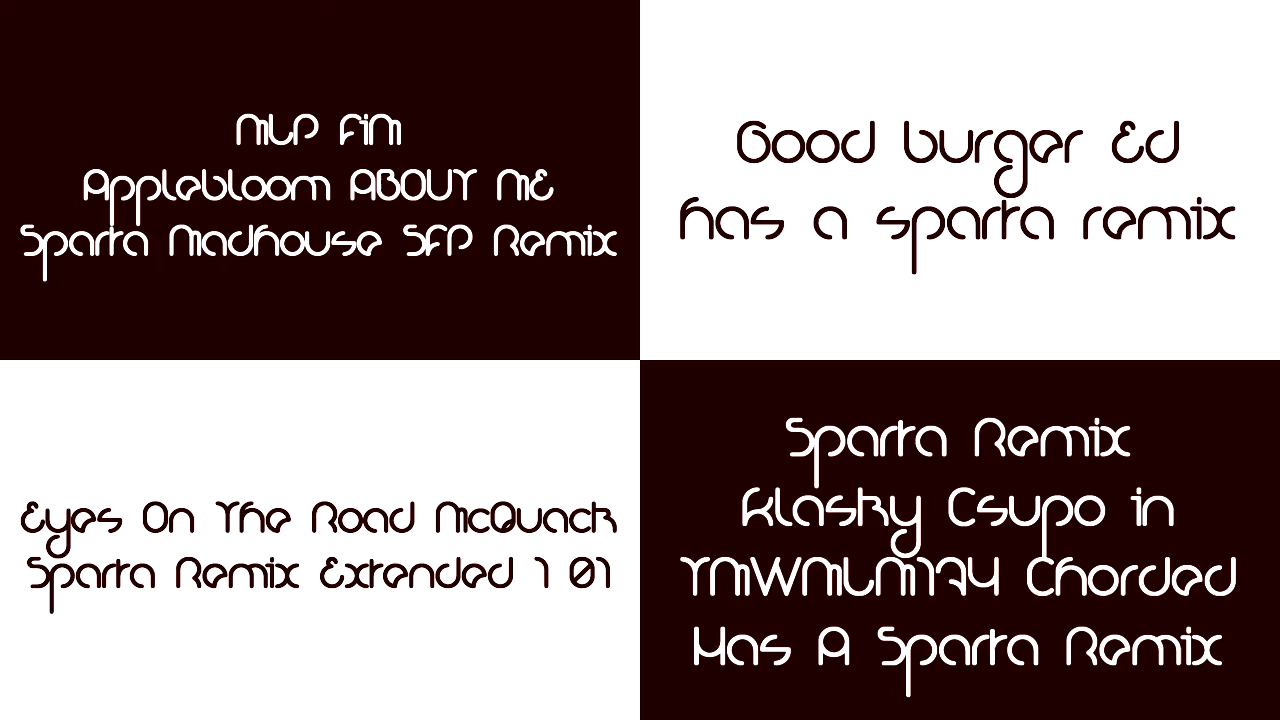 MLP FiM
Applebloom ABOUT ME
Sparta Madhouse SFP Remix
Good burger Ed
has a sparta remix
Eyes On The Road McQuack
Sparta Remix Extended 1 01
Sparta Remix
Klasky Csupo in
YMWMLM174 Chorded
Has A Sparta Remix